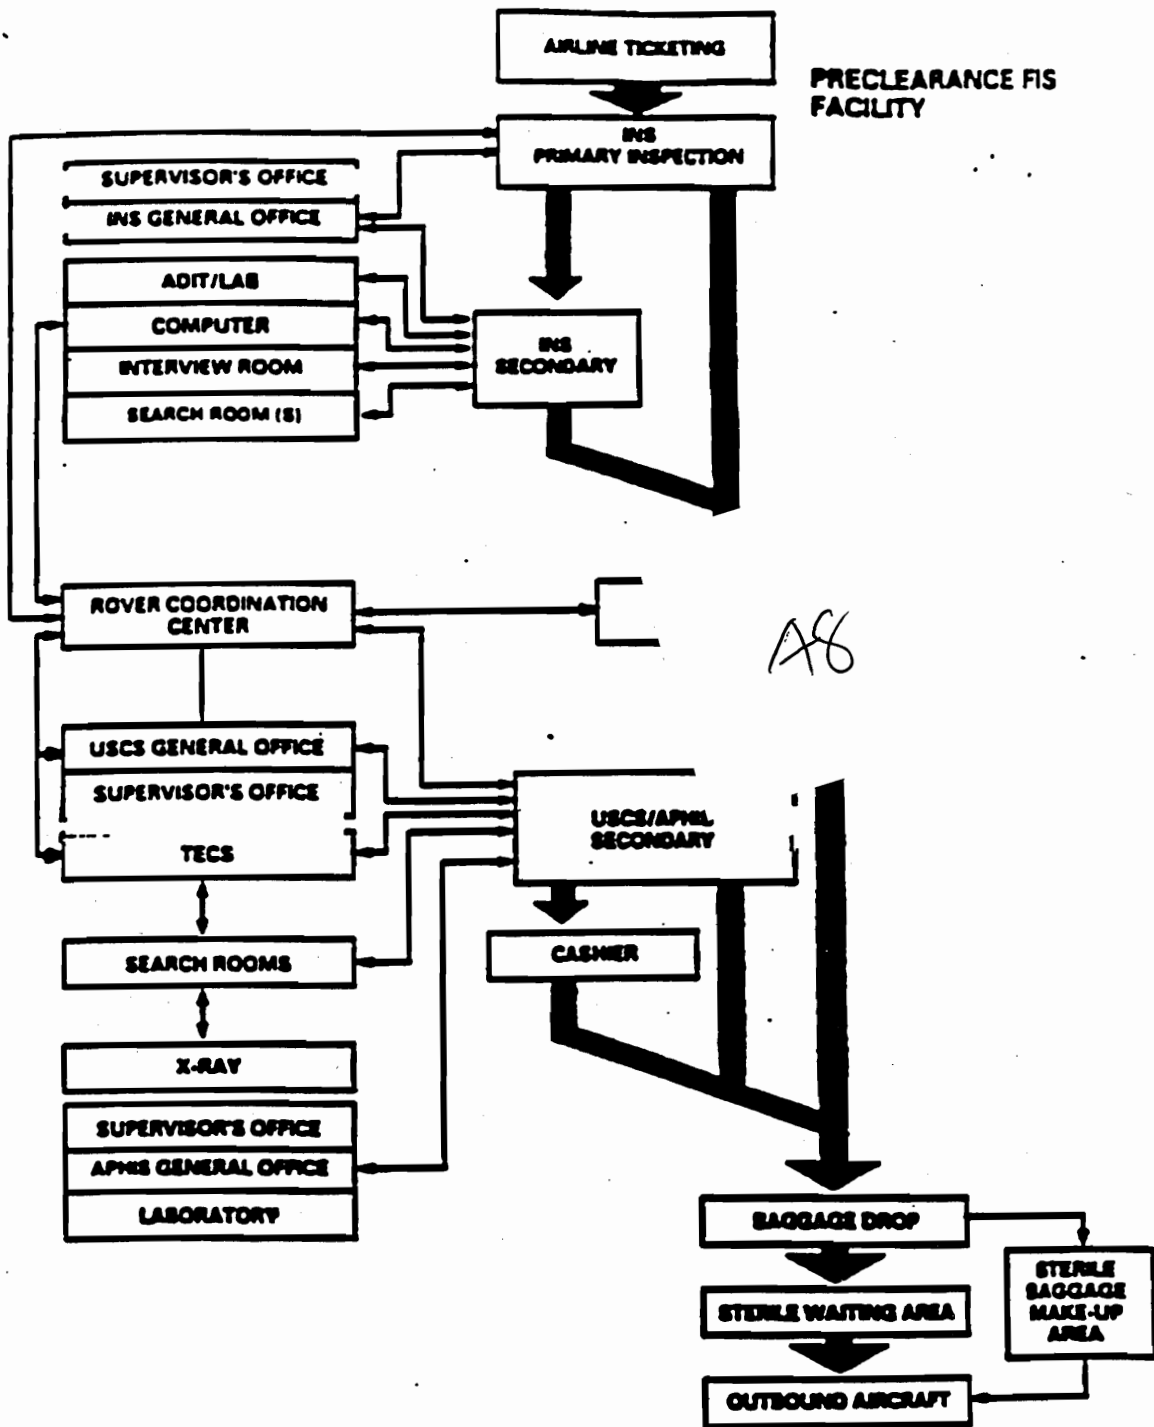 AIRLINE TICKETING
PRECLEARANCE FIS
FACILITY
INS
PRIMARY INSPECTION
SUPERVISOR'S OFFICE
INS GENERAL OFFICE
ADIT/LAB
COMPUTER
INTERVIEW ROOM
SEARCH ROOM (S)
INS
SECONDARY
ROVER COORDINATION
CENTER
A8
USCS GENERAL OFFICE
SUPERVISOR'S OFFICE
TECS
USCS/APHIS
SECONDARY
SEARCH ROOMS
CASHIER
X-RAY
SUPERVISOR'S OFFICE
APHIS GENERAL OFFICE
LABORATORY
BAGGAGE DROP
STERILE WAITING AREA
OUTBOUND AIRCRAFT
STERILE
BAGGAGE
MAKE-UP
AREA